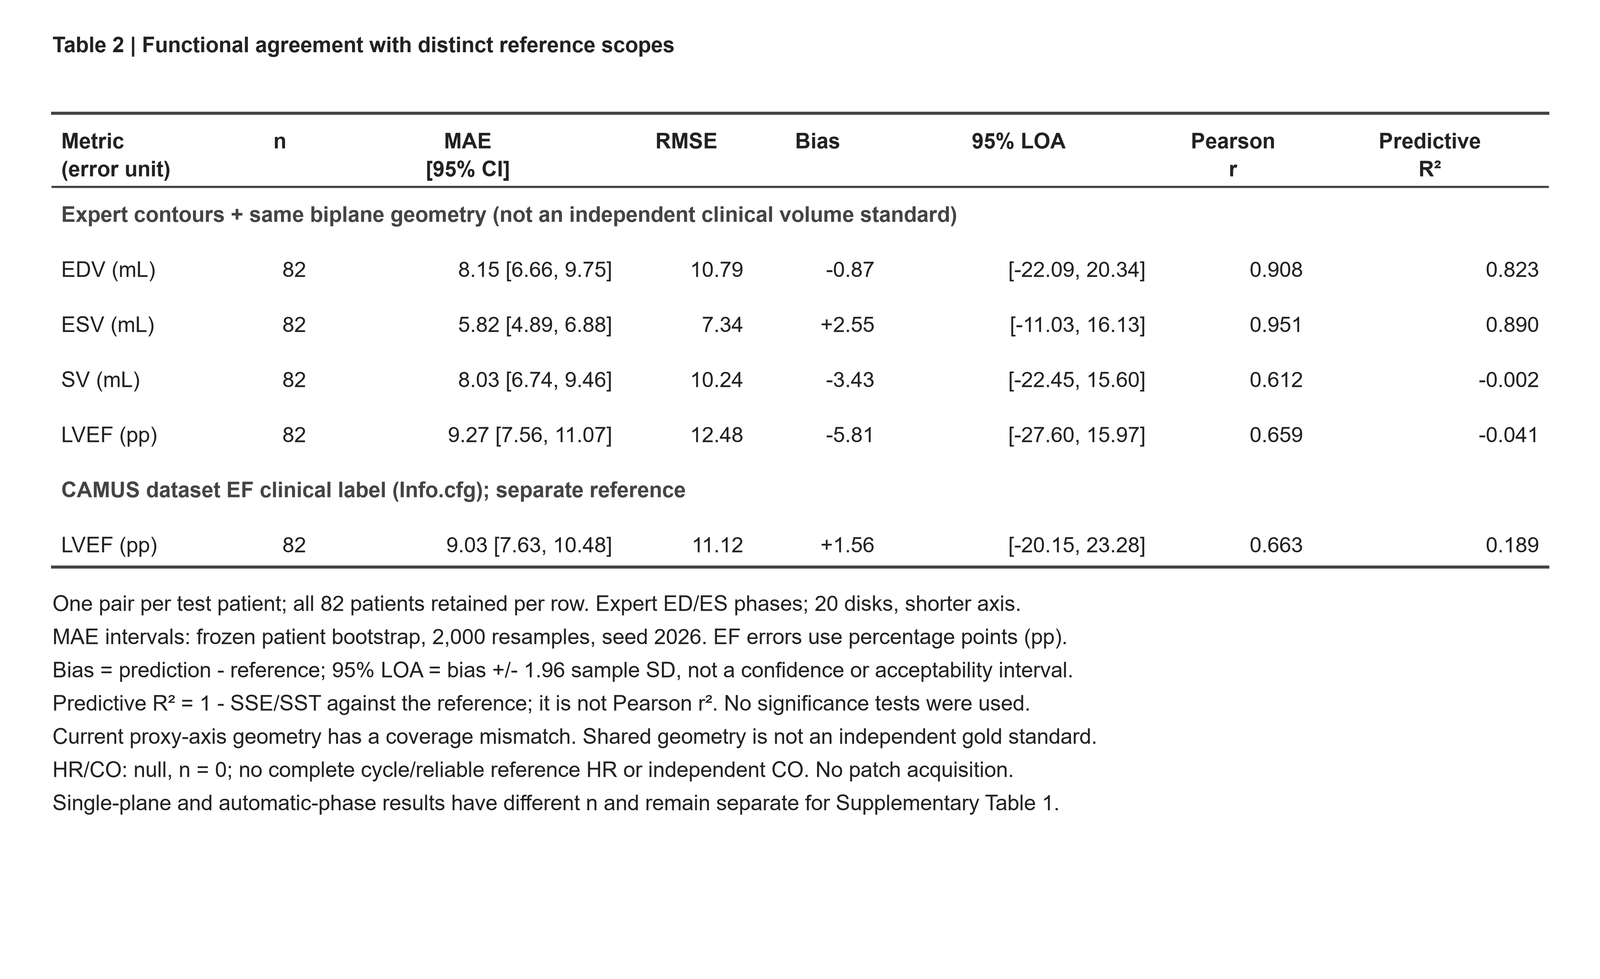 Table 2 | Functional agreement with distinct reference scopes
Metric n MAE RMSE Bias 95% LOA Pearson Predictive
(error unit) [95% CI] r R²
Expert contours + same biplane geometry (not an independent clinical volume standard)
EDV (mL) 82 8.15 [6.66, 9.75] 10.79 -0.87 [-22.09, 20.34] 0.908 0.823
ESV (mL) 82 5.82 [4.89, 6.88] 7.34 +2.55 [-11.03, 16.13] 0.951 0.890
SV (mL) 82 8.03 [6.74, 9.46] 10.24 -3.43 [-22.45, 15.60] 0.612 -0.002
LVEF (pp) 82 9.27 [7.56, 11.07] 12.48 -5.81 [-27.60, 15.97] 0.659 -0.041
CAMUS dataset EF clinical label (Info.cfg); separate reference
LVEF (pp) 82 9.03 [7.63, 10.48] 11.12 +1.56 [-20.15, 23.28] 0.663 0.189
One pair per test patient; all 82 patients retained per row. Expert ED/ES phases; 20 disks, shorter axis.
MAE intervals: frozen patient bootstrap, 2,000 resamples, seed 2026. EF errors use percentage points (pp).
Bias = prediction - reference; 95% LOA = bias +/- 1.96 sample SD, not a confidence or acceptability interval.
Predictive R² = 1 - SSE/SST against the reference; it is not Pearson r². No significance tests were used.
Current proxy-axis geometry has a coverage mismatch. Shared geometry is not an independent gold standard.
HR/CO: null, n = 0; no complete cycle/reliable reference HR or independent CO. No patch acquisition.
Single-plane and automatic-phase results have different n and remain separate for Supplementary Table 1.